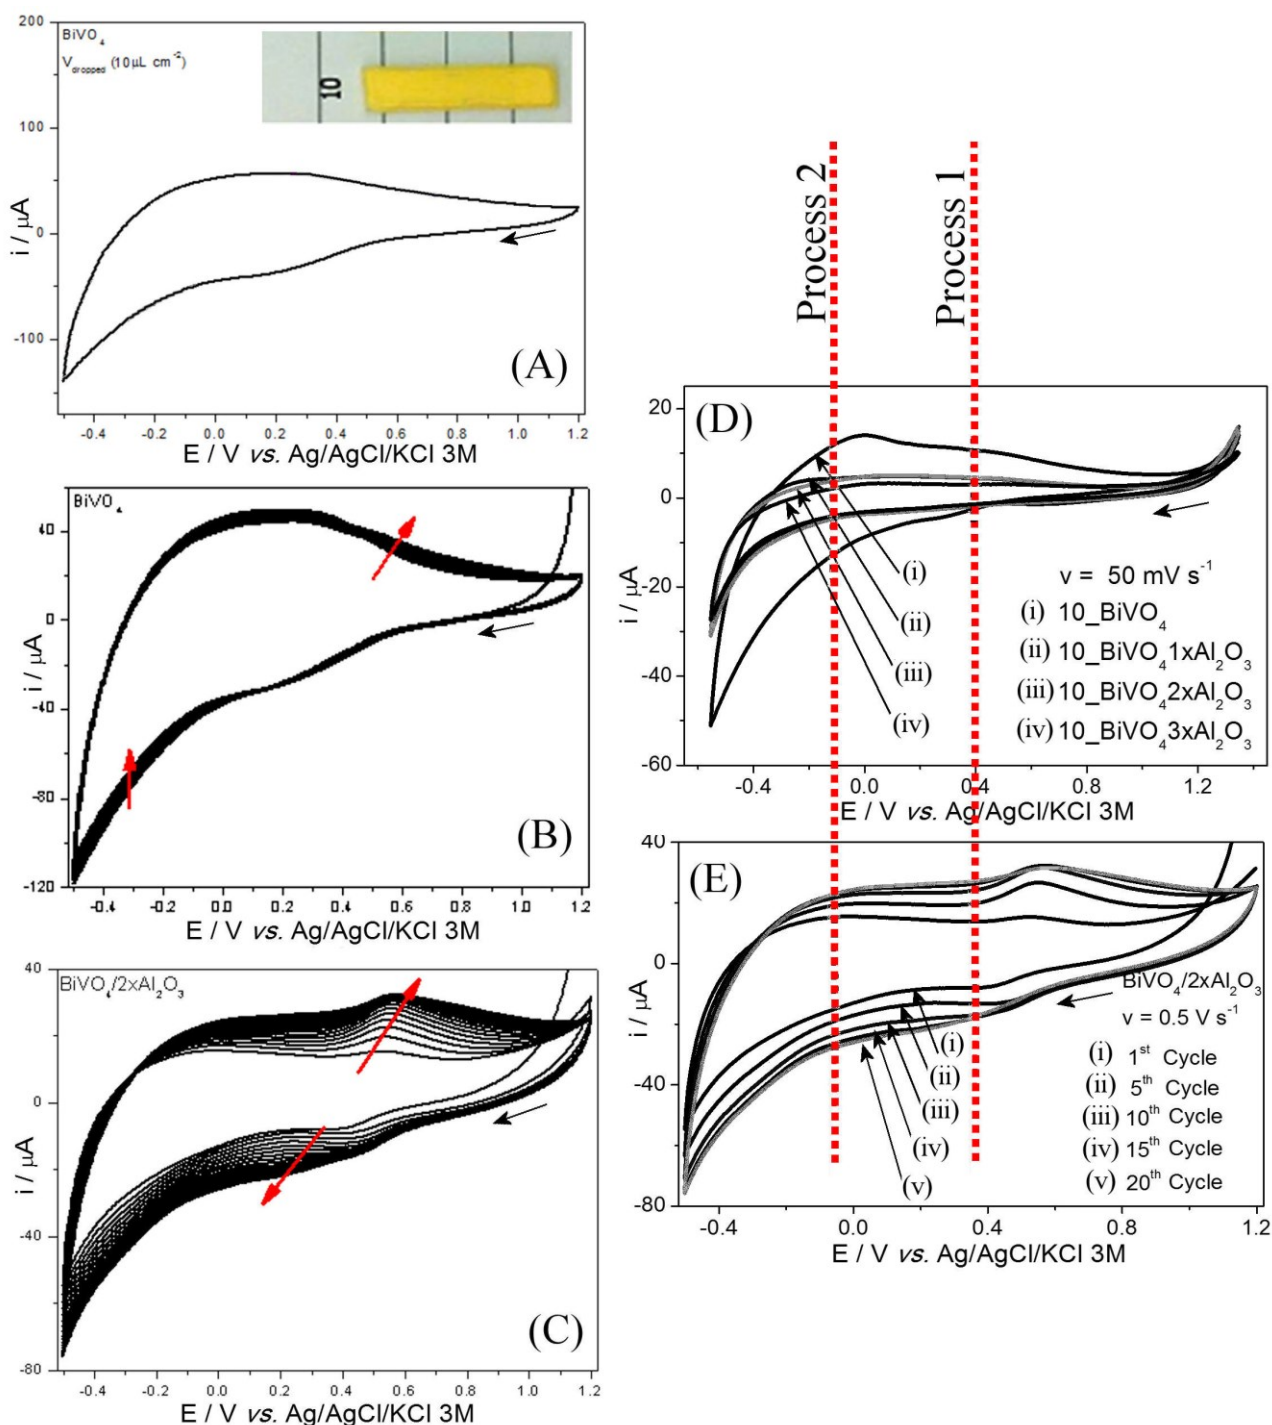 200
150
100
50
0
-100
i / μA
BiVO₄
V_dropped (10μL cm⁻²)
10
(A)
-0.4 -0.2 0.0 0.2 0.4 0.6 0.8 1.0 1.2
E / V vs. Ag/AgCl/KCl 3M
BiVO₄
40
0
-40
-80
-120
i / μA
(B)
-0.4 -0.2 0.0 0.2 0.4 0.6 0.8 1.0 1.2
E / V vs. Ag/AgCl/KCl 3M
BiVO₄/2xAl₂O₃
40
0
-40
-80
i / μA
(C)
-0.4 -0.2 0.0 0.2 0.4 0.6 0.8 1.0 1.2
E / V vs. Ag/AgCl/KCl 3M
Process 2
Process 1
(D)
20
0
-20
-40
-60
i / μA
(i)
(ii)
(iii)
(iv)
v = 50 mV s⁻¹
(i) 10_BiVO₄
(ii) 10_BiVO₄1xAl₂O₃
(iii) 10_BiVO₄2xAl₂O₃
(iv) 10_BiVO₄3xAl₂O₃
-0.4 0.0 0.4 0.8 1.2
E / V vs. Ag/AgCl/KCl 3M
(E)
40
0
-40
-80
i / μA
(i)
(ii)
(iii)
(iv)
(v)
BiVO₄/2xAl₂O₃
v = 0.5 V s⁻¹
(i) 1st Cycle
(ii) 5th Cycle
(iii) 10th Cycle
(iv) 15th Cycle
(v) 20th Cycle
-0.4 0.0 0.4 0.8 1.2
E / V vs. Ag/AgCl/KCl 3M